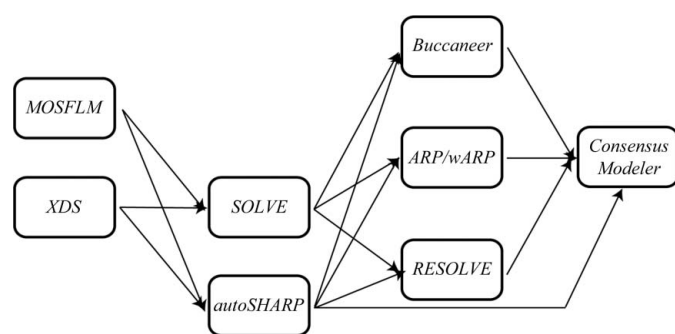 Buccaneer
MOSFLM
ARP/wARP
Consensus
Modeler
XDS
SOLVE
RESOLVE
autoSHARP